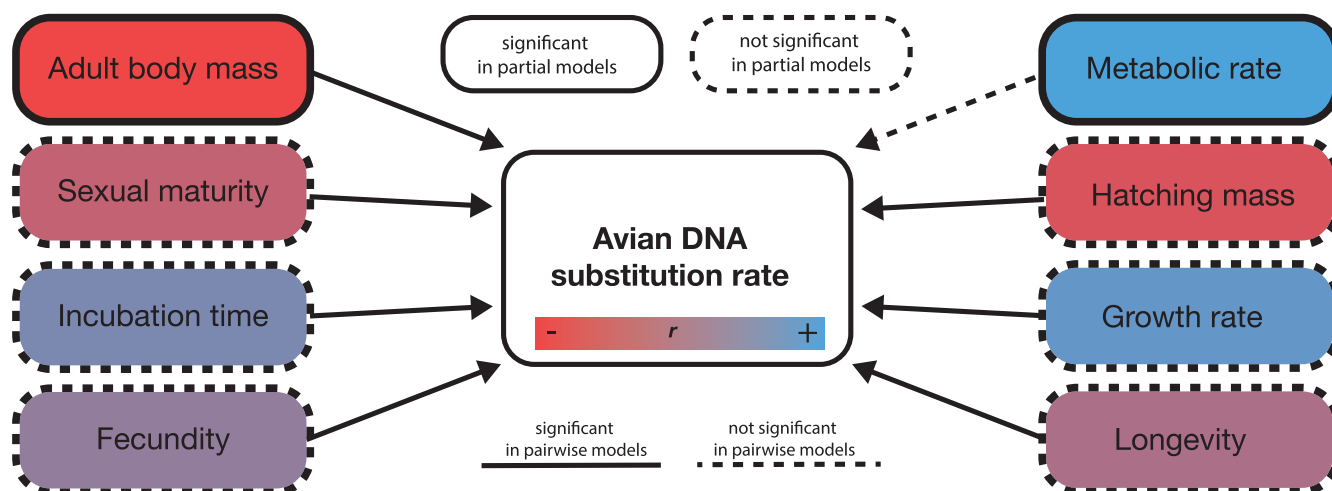 Adult body mass
significant
in partial models
not significant
in partial models
Metabolic rate
Sexual maturity
Hatching mass
Avian DNA
substitution rate
- r +
Incubation time
Growth rate
Fecundity
significant
in pairwise models
not significant
in pairwise models
Longevity